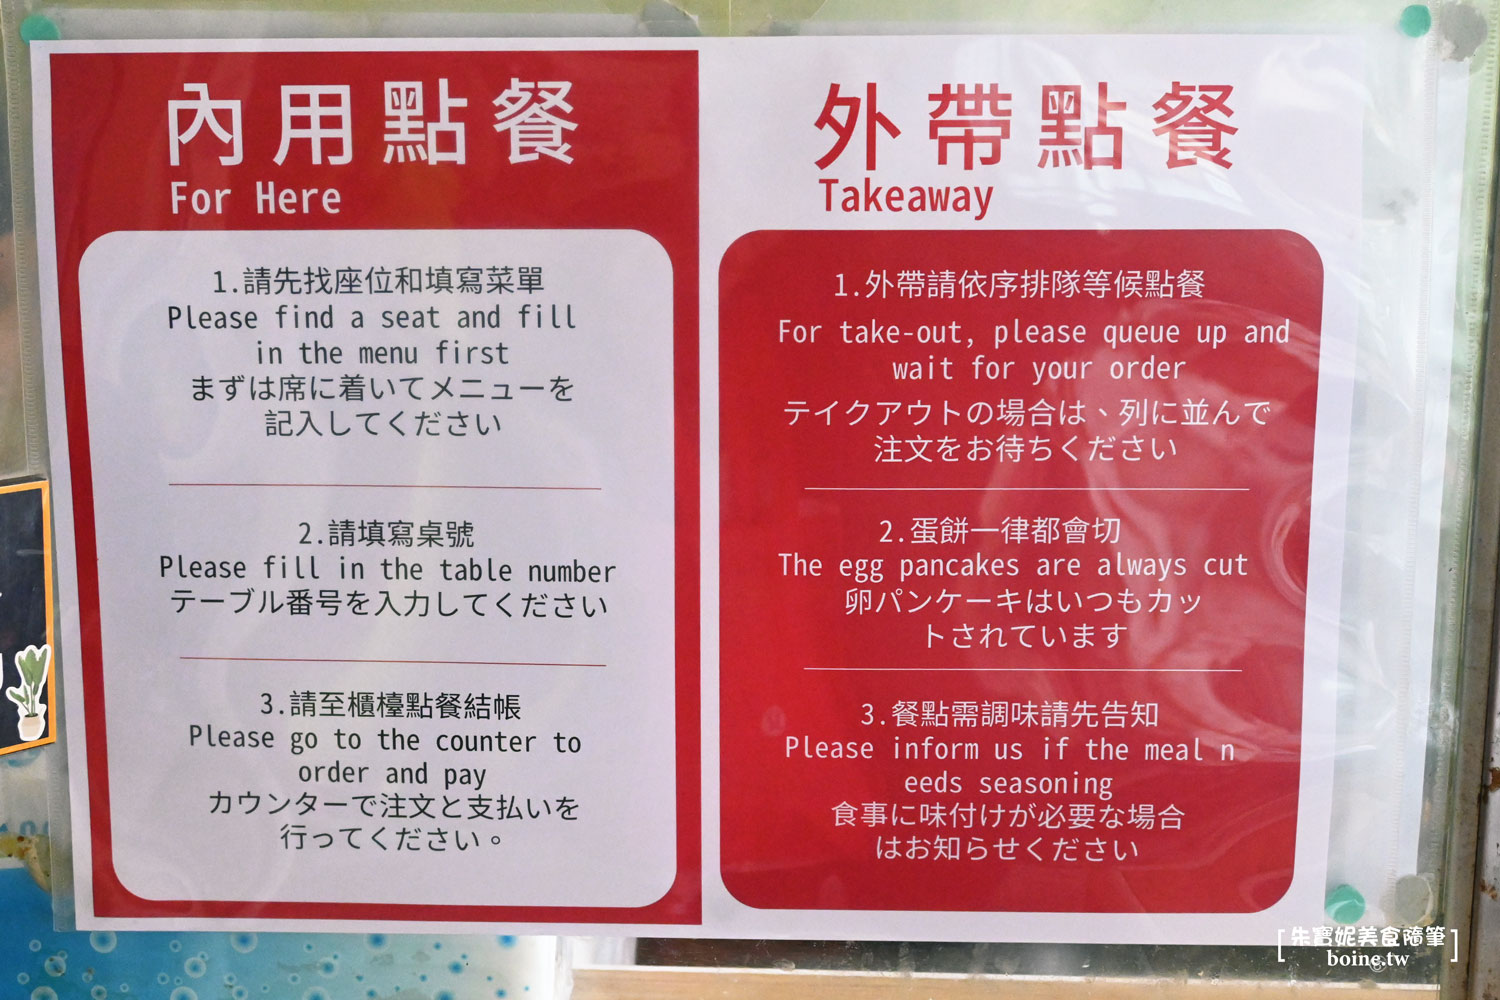 內用點餐
For Here
1.請先找座位和填寫菜單
Please find a seat and fill
in the menu first
まずは席に着いてメニューを
記入してください
2.請填寫桌號
Please fill in the table number
テーブル番号を入力してください
3.請至櫃檯點餐結帳
Please go to the counter to
order and pay
カウンターで注文と支払いを
行ってください。
外帶點餐
Takeaway
1.外帶請依序排隊等候點餐
For take-out, please queue up and
wait for your order
テイクアウトの場合は、列に並んで
注文をお待ちください
2.蛋餅一律都會切
The egg pancakes are always cut
卵パンケーキはいつもカッ
トされています
3.餐點需調味請先告知
Please inform us if the meal n
eeds seasoning
食事に味付けが必要な場合
はお知らせください
朱寶妮美食隨筆
boine.tw